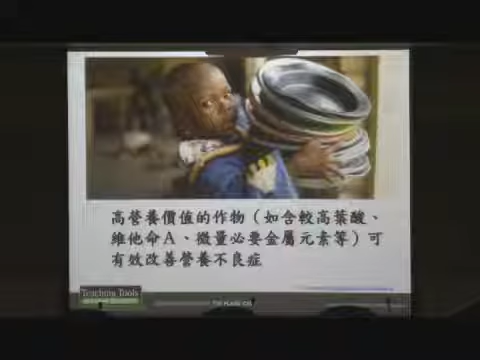 高營養價值的作物（如含較高葉酸、
維他命A、微量必要金屬元素等）可
有效改善營養不良症
Teaching Tools